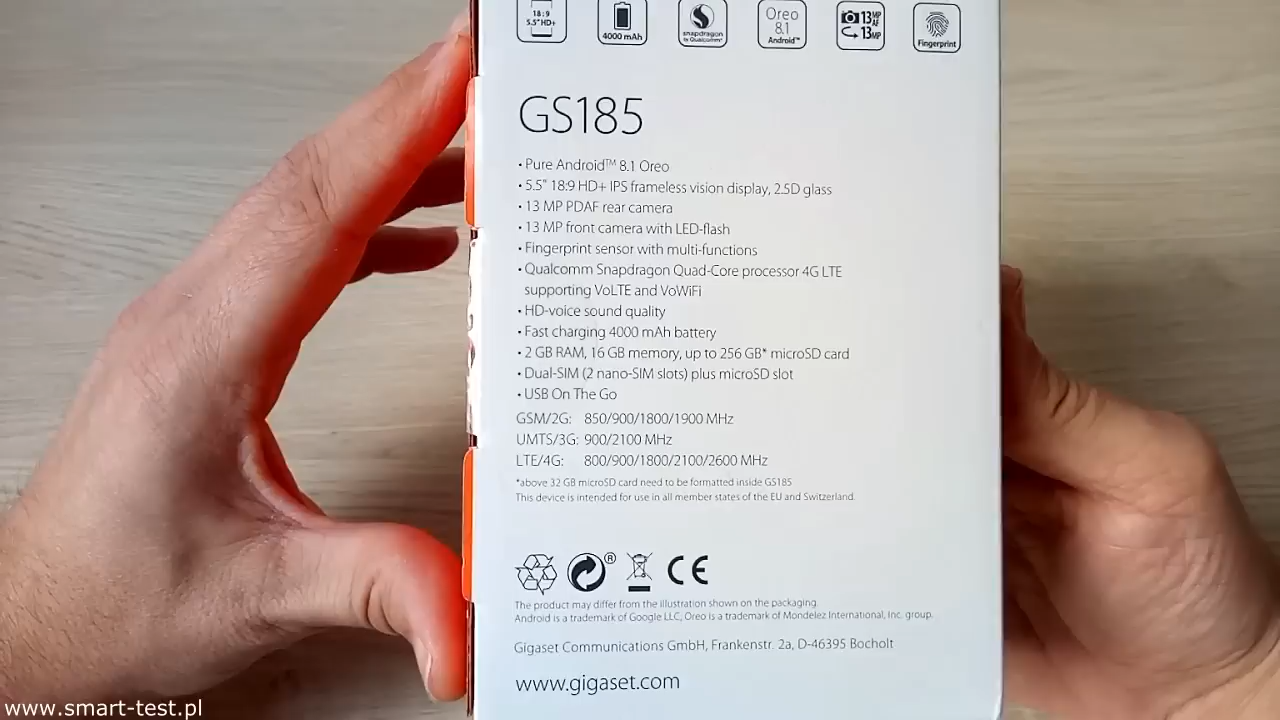 18:9
5.5" HD+
4000 mAh
snapdragon
by Qualcomm®
Oreo
8.1
Android™
13 MP AF
13 MP
Fingerprint
GS185
• Pure Android™ 8.1 Oreo
• 5.5" 18:9 HD+ IPS frameless vision display, 2.5D glass
• 13 MP PDAF rear camera
• 13 MP front camera with LED-flash
• Fingerprint sensor with multi-functions
• Qualcomm Snapdragon Quad-Core processor 4G LTE
supporting VoLTE and VoWiFi
• HD-voice sound quality
• Fast charging 4000 mAh battery
• 2 GB RAM, 16 GB memory, up to 256 GB* microSD card
• Dual-SIM (2 nano-SIM slots) plus microSD slot
• USB On The Go
GSM/2G: 850/900/1800/1900 MHz
UMTS/3G: 900/2100 MHz
LTE/4G: 800/900/1800/2100/2600 MHz
*above 32 GB microSD card need to be formatted inside GS185
This device is intended for use in all member states of the EU and Switzerland.
® CE
The product may differ from the illustration shown on the packaging.
Android is a trademark of Google LLC, Oreo is a trademark of Mondelez International, Inc. group.
Gigaset Communications GmbH, Frankenstr. 2a, D-46395 Bocholt
www.gigaset.com
www.smart-test.pl